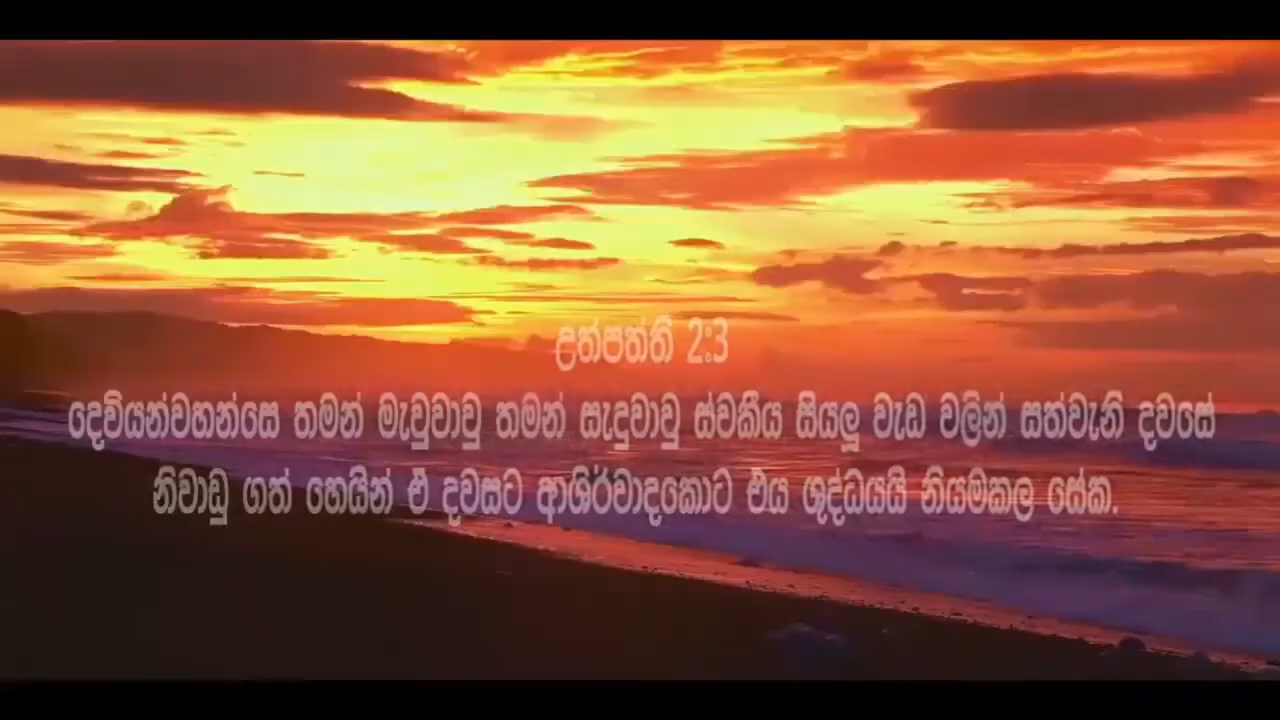 උත්පත්ති 2:3
දෙවියන්වහන්සෙ තමන් මැවුවාවු තමන් සැදුවාවු ස්වකීය සියලු වැඩ වලින් සත්වැනි දවසේ
නිවාඩු ගත් හෙයින් ඒ දවසට ආශිර්වාදකොට එය ශුද්ධයයි නියමකල සේක.